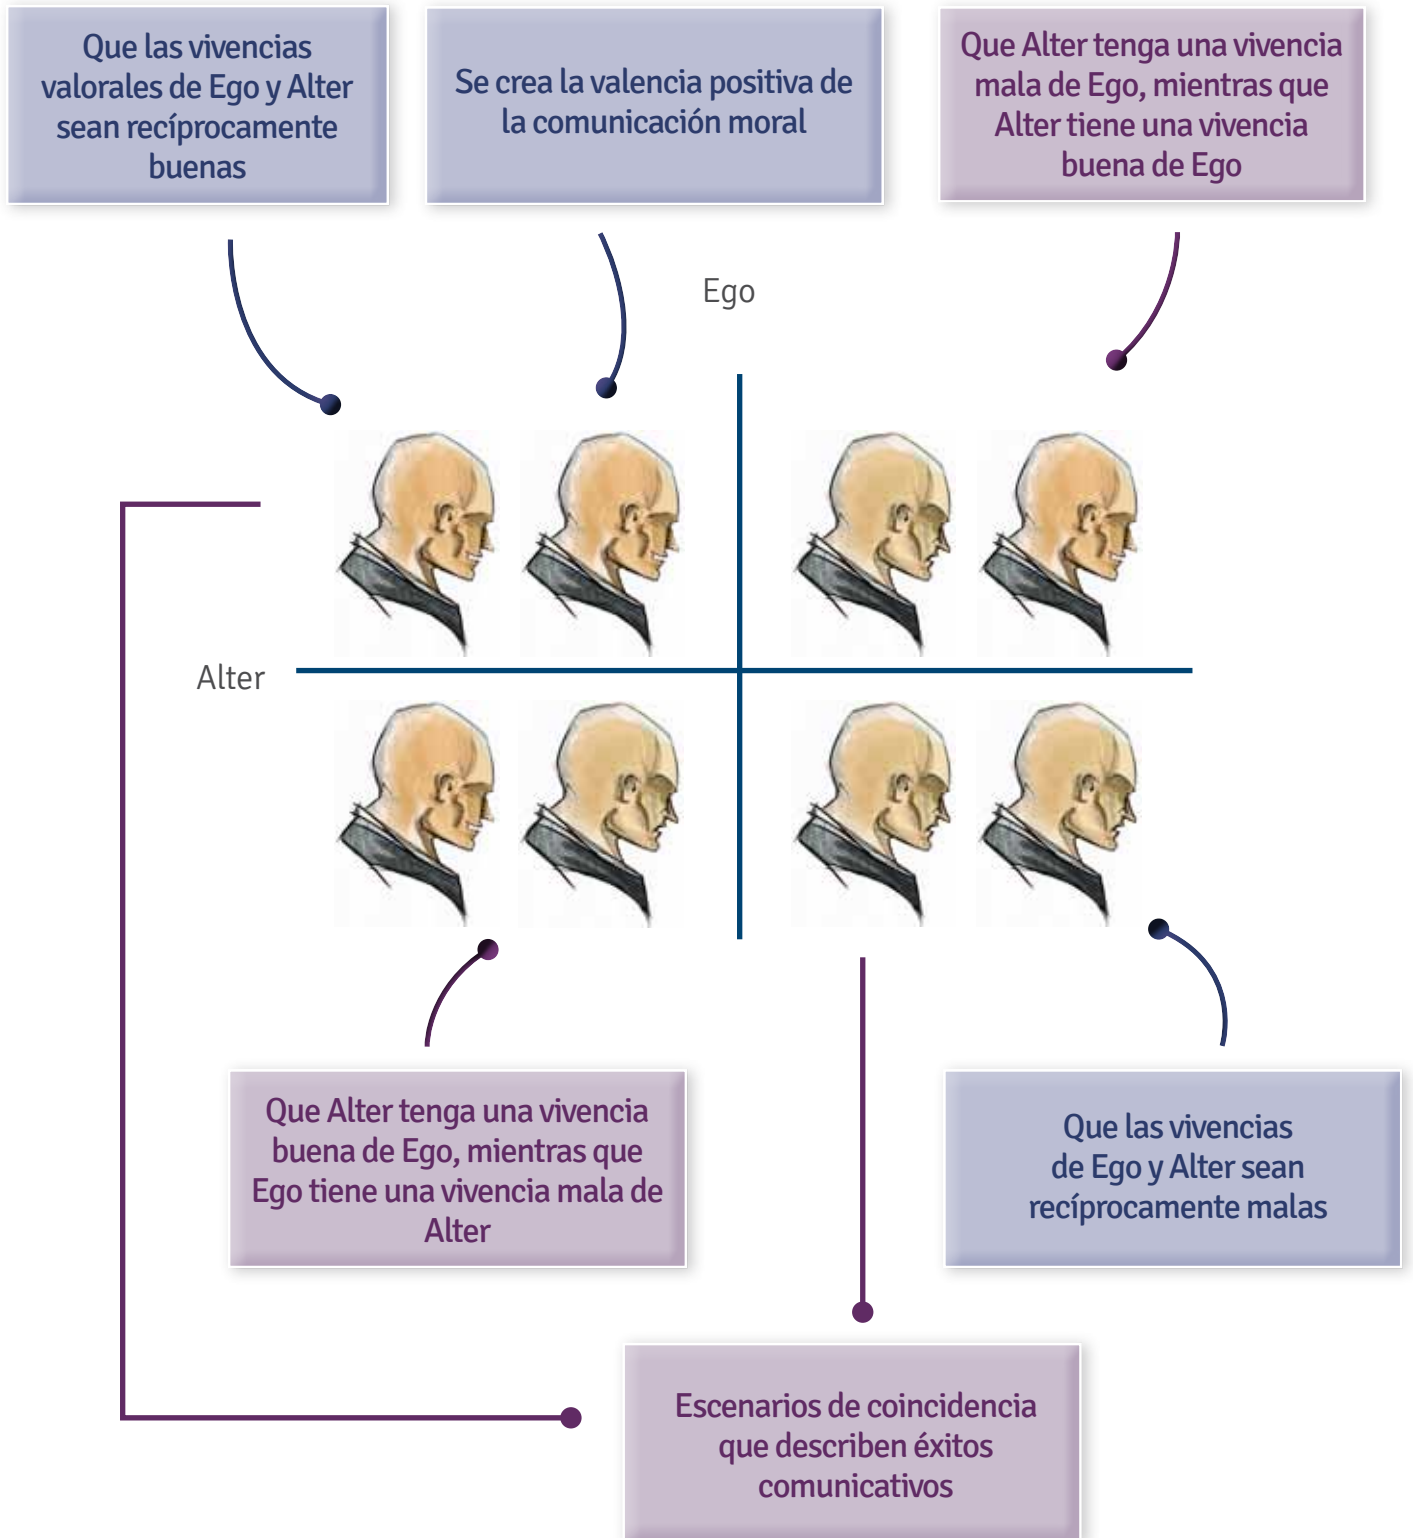 Que las vivencias
valorales de Ego y Alter
sean recíprocamente
buenas
Se crea la valencia positiva de
la comunicación moral
Que Alter tenga una vivencia
mala de Ego, mientras que
Alter tiene una vivencia
buena de Ego
Ego
Alter
Que Alter tenga una vivencia
buena de Ego, mientras que
Ego tiene una vivencia mala de
Alter
Que las vivencias
de Ego y Alter sean
recíprocamente malas
Escenarios de coincidencia
que describen éxitos
comunicativos